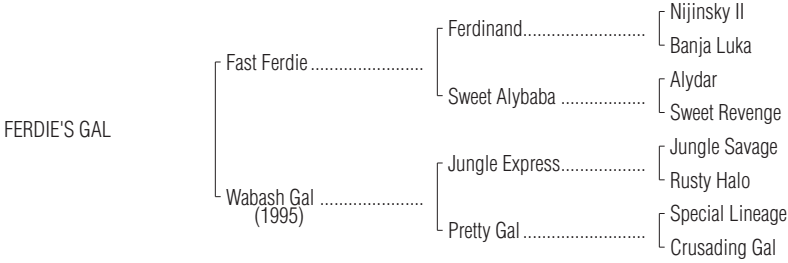 Nijinsky II
Ferdinand........................
Banja Luka
Fast Ferdie ......................
Alydar
Sweet Alybaba .................
Sweet Revenge
FERDIE'S GAL
Jungle Savage
Jungle Express.................
Rusty Halo
Wabash Gal ....................
(1995)
Special Lineage
Pretty Gal ........................
Crusading Gal